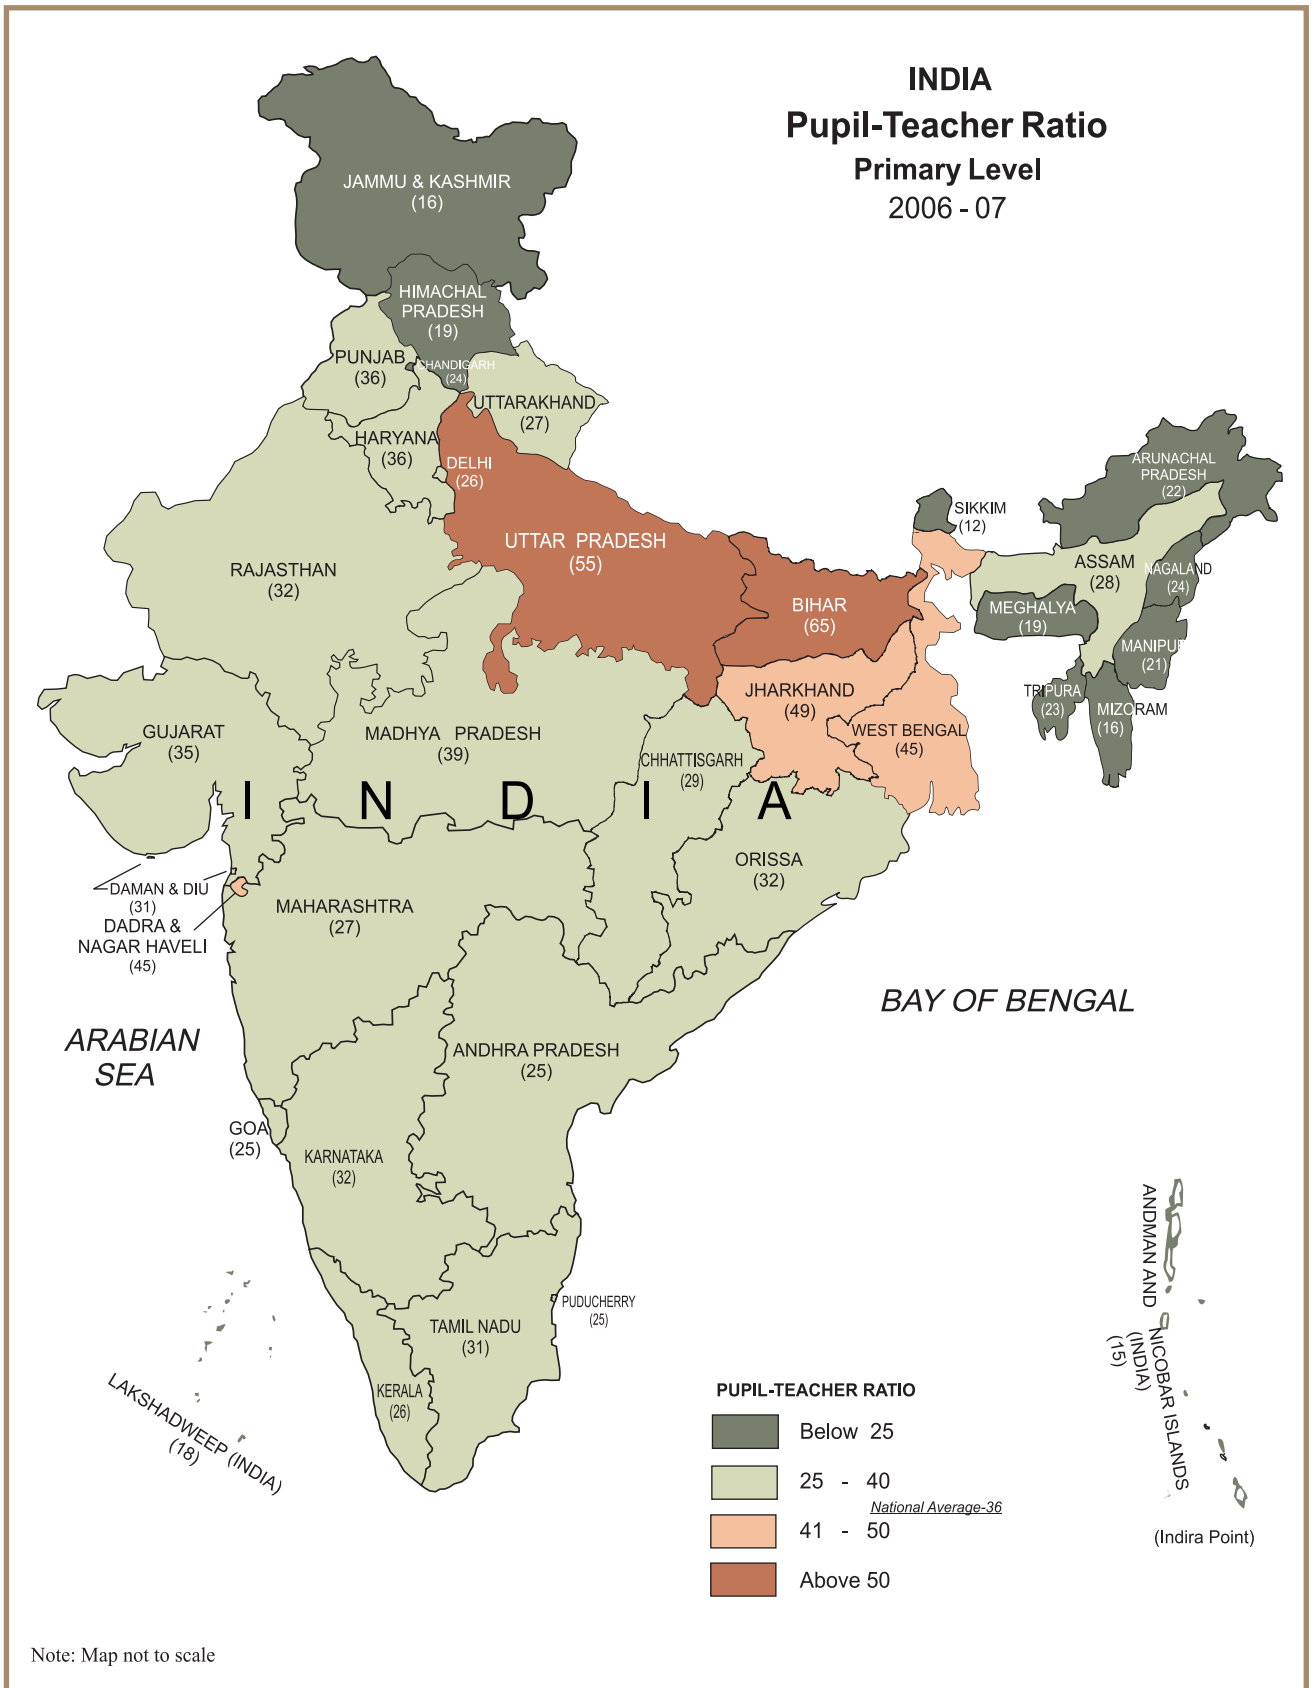 INDIA
Pupil-Teacher Ratio
Primary Level
2006 - 07
JAMMU & KASHMIR
(16)
HIMACHAL
PRADESH
(19)
PUNJAB
(36)
CHANDIGARH
(24)
UTTARAKHAND
(27)
HARYANA
(36)
DELHI
(26)
UTTAR PRADESH
(55)
RAJASTHAN
(32)
BIHAR
(65)
SIKKIM
(12)
ARUNACHAL
PRADESH
(22)
ASSAM
(28)
NAGALAND
(24)
MEGHALYA
(19)
MANIPUR
(21)
TRIPURA
(23)
MIZORAM
(16)
JHARKHAND
(49)
WEST BENGAL
(45)
GUJARAT
(35)
MADHYA PRADESH
(39)
CHHATTISGARH
(29)
I N D I A
ORISSA
(32)
DAMAN & DIU
(31)
DADRA &
NAGAR HAVELI
(45)
MAHARASHTRA
(27)
BAY OF BENGAL
ARABIAN
SEA
ANDHRA PRADESH
(25)
GOA
(25)
KARNATAKA
(32)
PUDUCHERRY
(25)
TAMIL NADU
(31)
KERALA
(26)
LAKSHADWEEP (INDIA)
(18)
ANDMAN AND
NICOBAR ISLANDS
(INDIA)
(15)
(Indira Point)
PUPIL-TEACHER RATIO
Below 25
25 - 40
National Average-36
41 - 50
Above 50
Note: Map not to scale